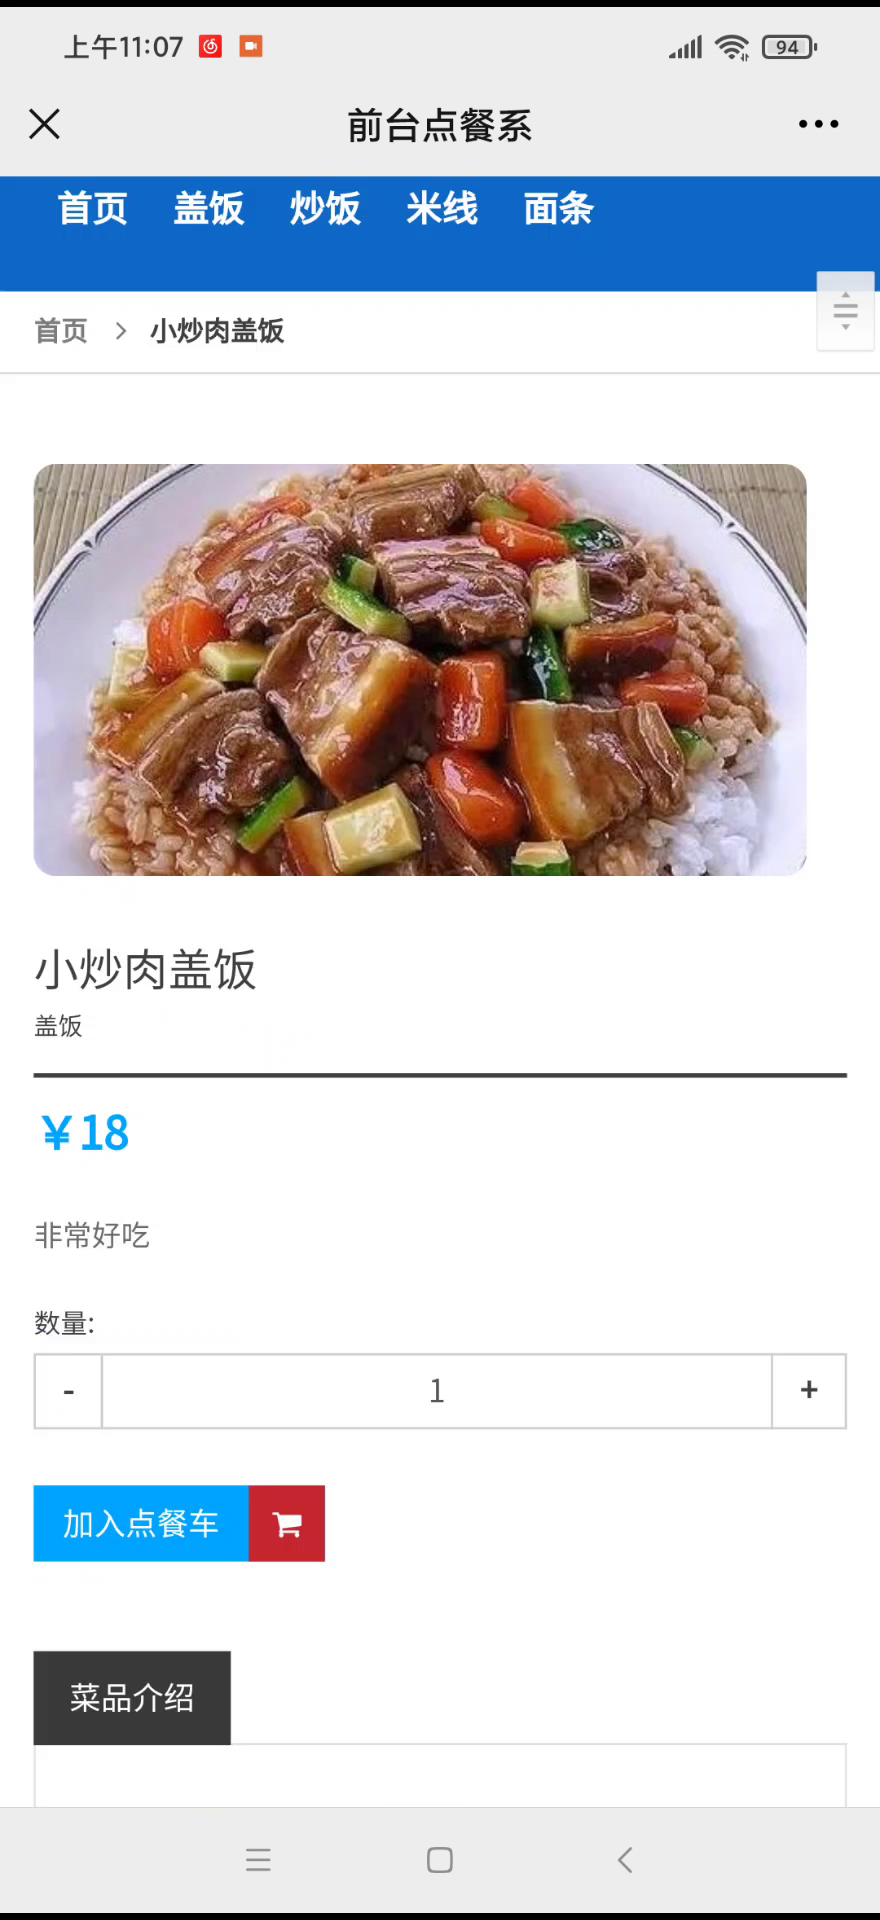 上午11:07
94
前台点餐系
首页 盖饭 炒饭 米线 面条
首页 > 小炒肉盖饭
小炒肉盖饭
盖饭
¥18
非常好吃
数量:
- 1 +
加入点餐车
菜品介绍